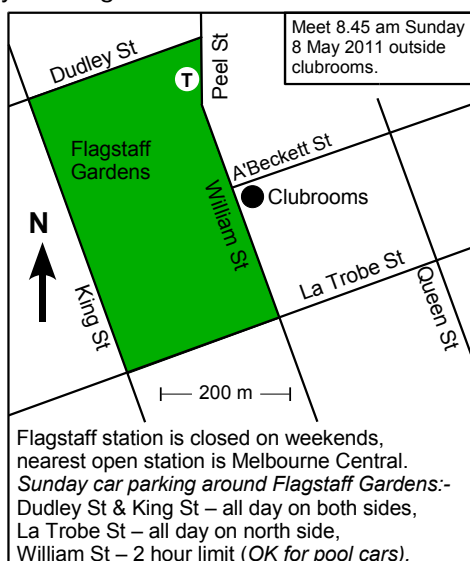 Meet 8.45 am Sunday
8 May 2011 outside
clubrooms.
Dudley St
Peel St
T
Flagstaff
Gardens
A'Beckett St
Clubrooms
William St
N
La Trobe St
King St
Queen St
200 m
Flagstaff station is closed on weekends,
nearest open station is Melbourne Central.
Sunday car parking around Flagstaff Gardens:-
Dudley St & King St – all day on both sides,
La Trobe St – all day on north side,
William St – 2 hour limit (OK for pool cars).